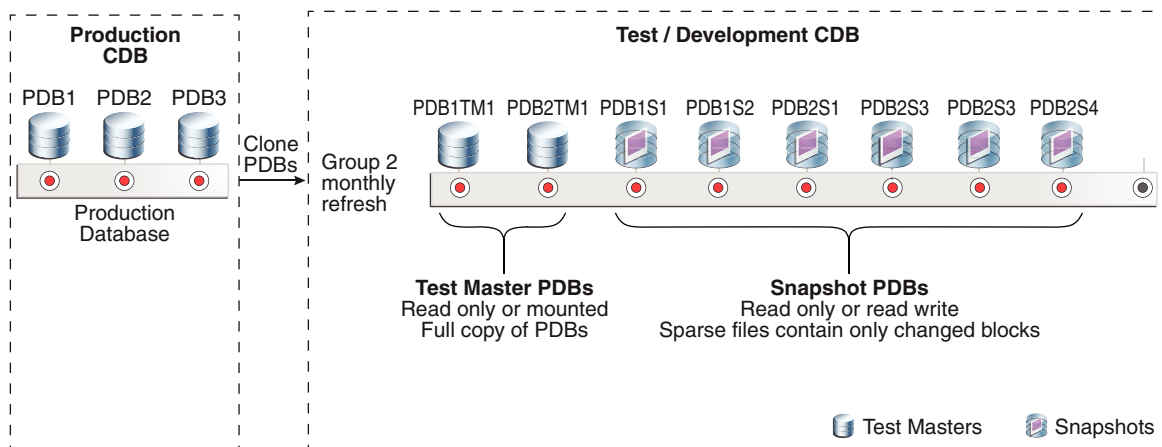 Production
CDB
PDB1 PDB2 PDB3
Production
Database
Clone
PDBs
Test / Development CDB
Group 2
monthly
refresh
PDB1TM1 PDB2TM1 PDB1S1 PDB1S2 PDB2S1 PDB2S3 PDB2S3 PDB2S4
Test Master PDBs
Read only or mounted
Full copy of PDBs
Snapshot PDBs
Read only or read write
Sparse files contain only changed blocks
Test Masters
Snapshots